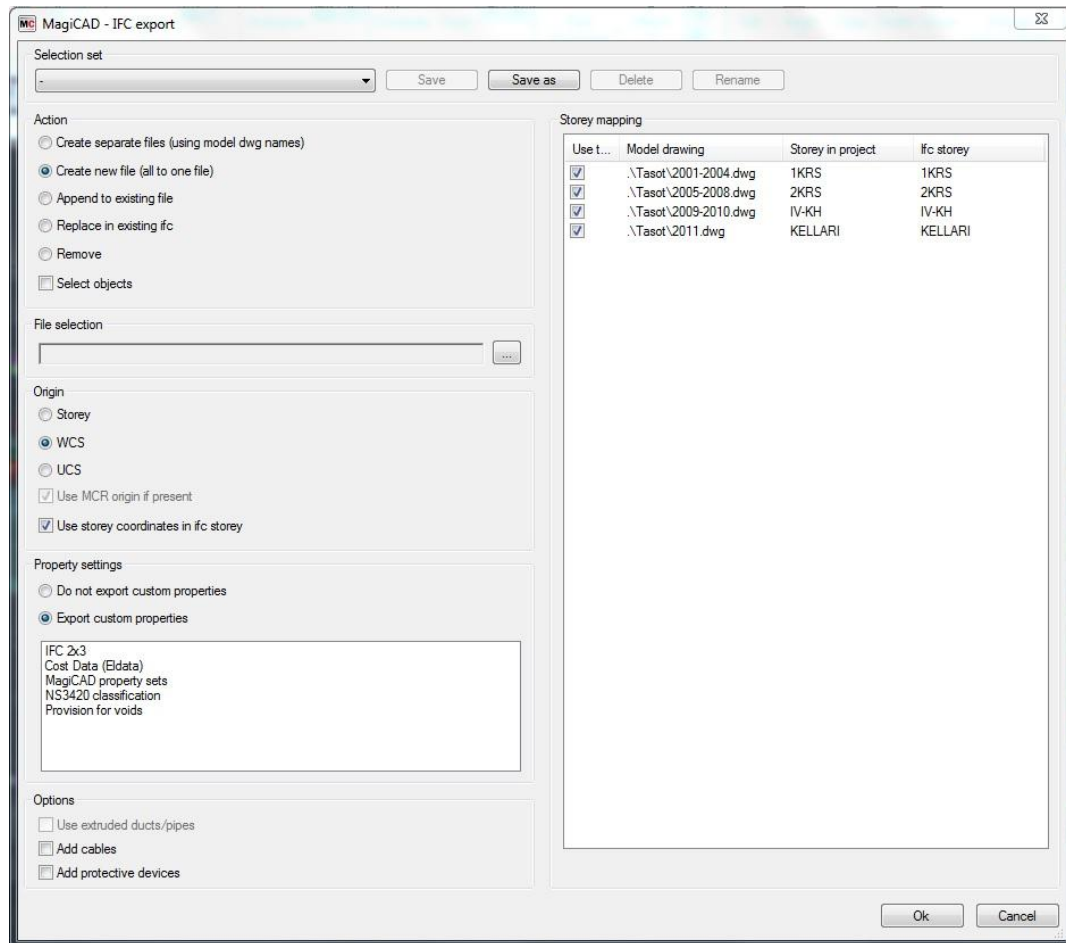 MC MagiCAD - IFC export
Selection set
-
Save Save as Delete Rename
Action
Create separate files (using model dwg names)
Create new file (all to one file)
Append to existing file
Replace in existing ifc
Remove
Select objects
File selection
...
Origin
Storey
WCS
UCS
Use MCR origin if present
Use storey coordinates in ifc storey
Property settings
Do not export custom properties
Export custom properties
IFC 2x3
Cost Data (Eldata)
MagiCAD property sets
NS3420 classification
Provision for voids
Options
Use extruded ducts/pipes
Add cables
Add protective devices
Storey mapping
Use t... Model drawing Storey in project Ifc storey
.\Tasot\2001-2004.dwg 1KRS 1KRS
.\Tasot\2005-2008.dwg 2KRS 2KRS
.\Tasot\2009-2010.dwg IV-KH IV-KH
.\Tasot\2011.dwg KELLARI KELLARI
Ok Cancel